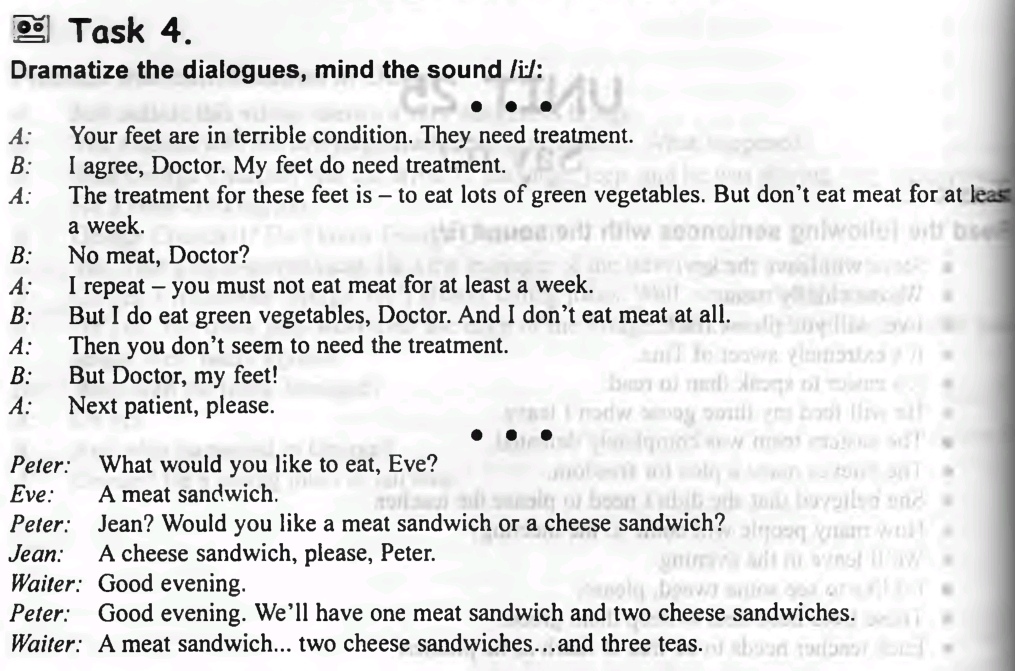 Task 4.
Dramatize the dialogues, mind the sound /i:/:
• • •
A: Your feet are in terrible condition. They need treatment.
B: I agree, Doctor. My feet do need treatment.
A: The treatment for these feet is – to eat lots of green vegetables. But don't eat meat for at least
a week.
B: No meat, Doctor?
A: I repeat – you must not eat meat for at least a week.
B: But I do eat green vegetables, Doctor. And I don't eat meat at all.
A: Then you don't seem to need the treatment.
B: But Doctor, my feet!
A: Next patient, please.
• • •
Peter: What would you like to eat, Eve?
Eve: A meat sandwich.
Peter: Jean? Would you like a meat sandwich or a cheese sandwich?
Jean: A cheese sandwich, please, Peter.
Waiter: Good evening.
Peter: Good evening. We'll have one meat sandwich and two cheese sandwiches.
Waiter: A meat sandwich... two cheese sandwiches...and three teas.